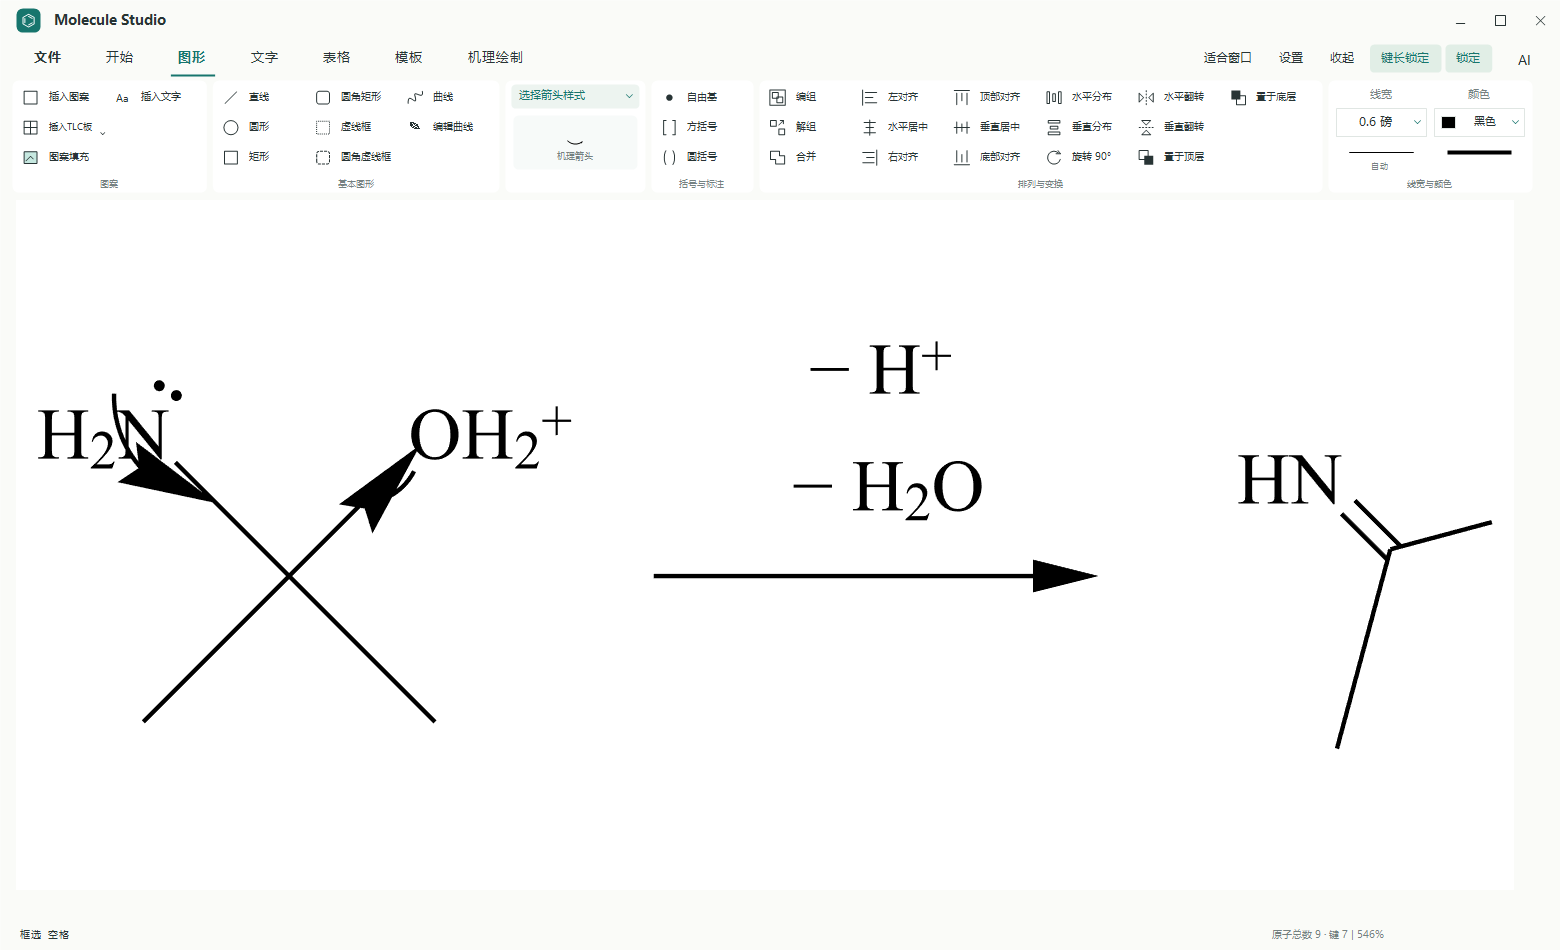 Molecule Studio
文件 开始 图形 文字 表格 模板 机理绘制 适合窗口 设置 收起 键长锁定 锁定 AI
插入图案 Aa 插入文字 直线 圆角矩形 曲线 选择箭头样式 自由基 编组 左对齐 顶部对齐 水平分布 水平翻转 置于底层 线宽 颜色
插入TLC板 圆形 虚线框 编辑曲线 方括号 解组 水平居中 垂直居中 垂直分布 垂直翻转 0.6 磅 黑色
图案填充 矩形 圆角虚线框 机理箭头 圆括号 合并 右对齐 底部对齐 旋转 90° 置于顶层 自动
图案 基本图形 括号与标注 排列与变换 线宽与颜色
− H+
H2N OH2+
− H2O
HN
框选 空格 原子总数 9 · 键 7 | 546%